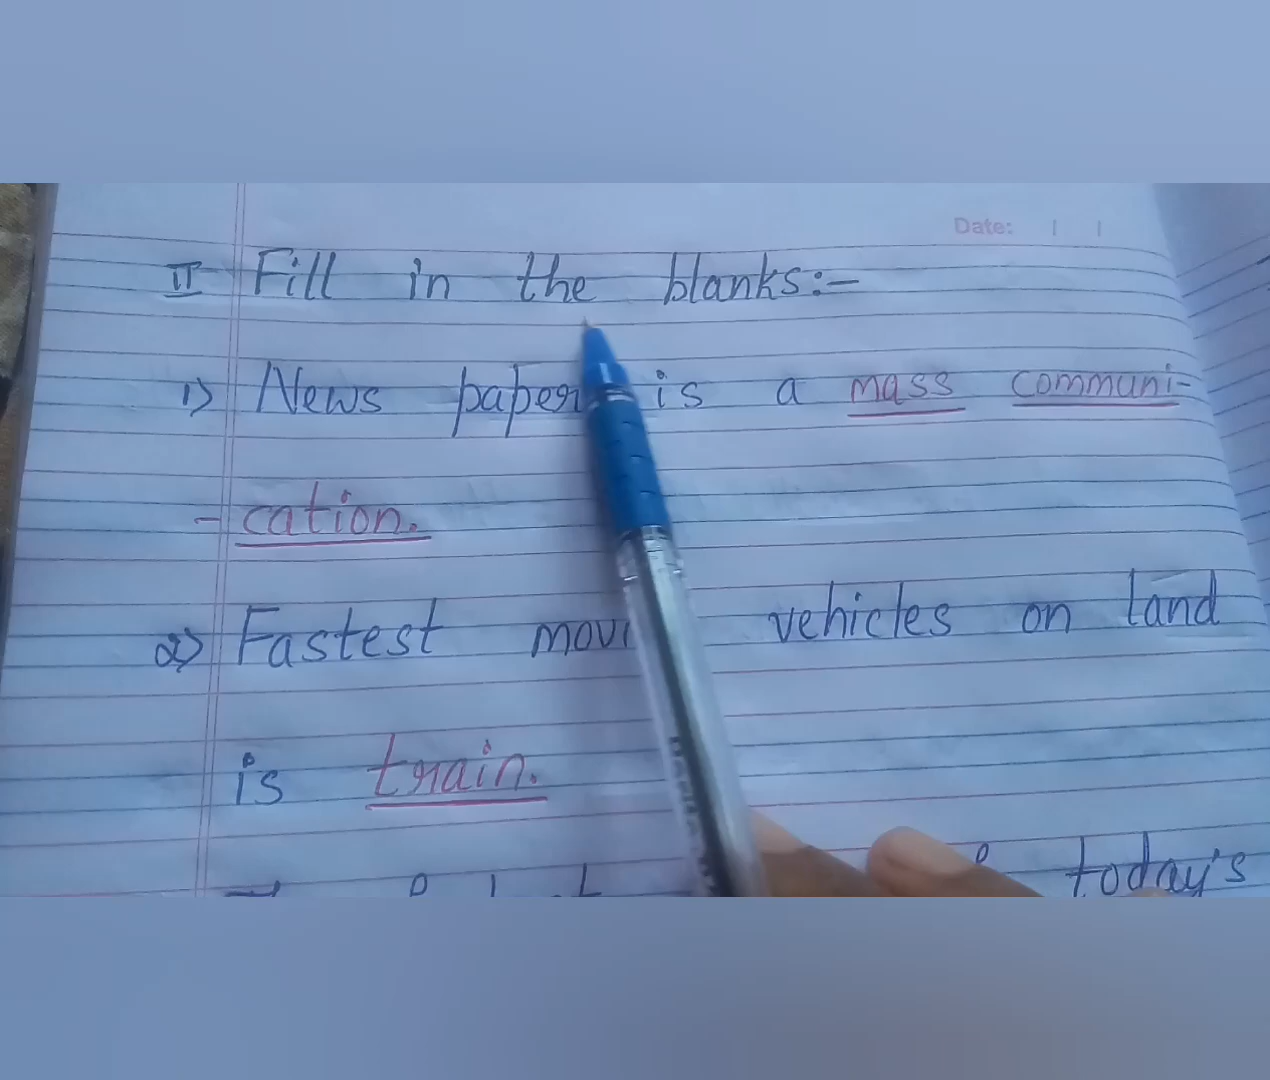 Date:
II Fill in the blanks:-
1) News paper is a mass communi-
-cation.
2) Fastest vehicles on land
is train.
today's